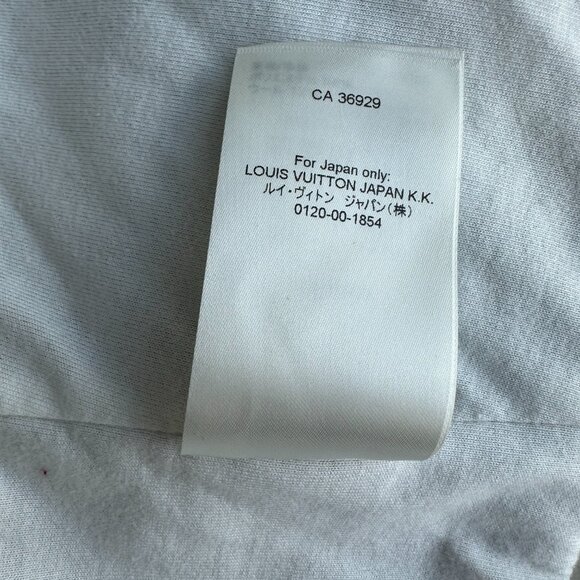 CA 36929
For Japan only:
LOUIS VUITTON JAPAN K.K.
ルイ・ヴィトン ジャパン(株)
0120-00-1854